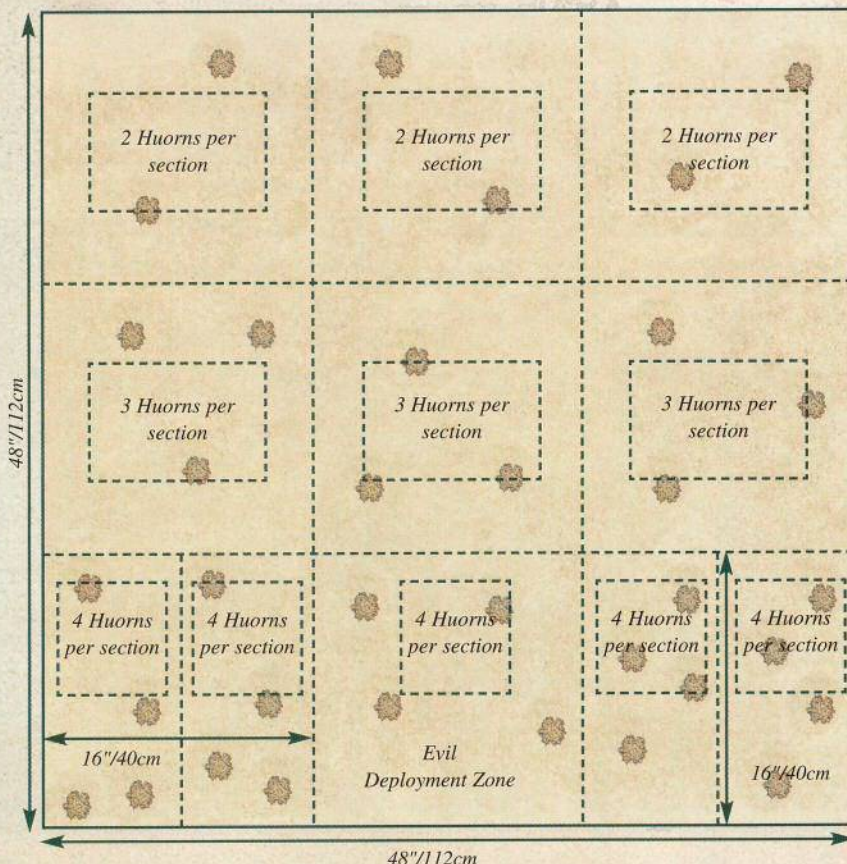 2 Huorns per
section
2 Huorns per
section
2 Huorns per
section
3 Huorns per
section
3 Huorns per
section
3 Huorns per
section
48"/112cm
4 Huorns
per section
4 Huorns
per section
4 Huorns
per section
4 Huorns
per section
4 Huorns
per section
16"/40cm
Evil
Deployment Zone
16"/40cm
48"/112cm